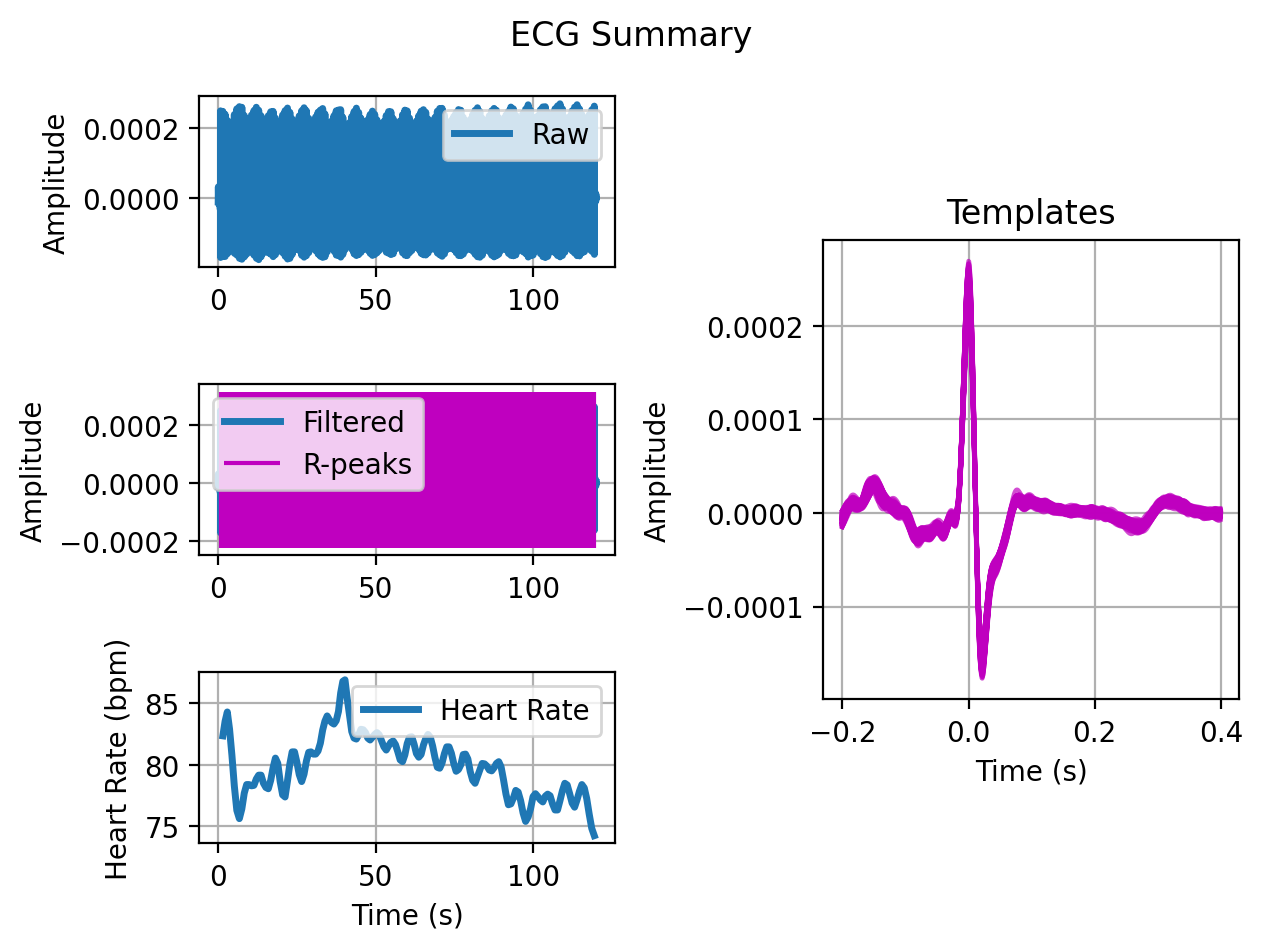 ECG Summary
Amplitude
0.0002
0.0000
Raw
0
50
100
Amplitude
0.0002
0.0000
−0.0002
Filtered
R-peaks
0
50
100
Heart Rate (bpm)
85
80
75
Heart Rate
0
50
100
Time (s)
Templates
Amplitude
0.0002
0.0001
0.0000
−0.0001
−0.2
0.0
0.2
0.4
Time (s)